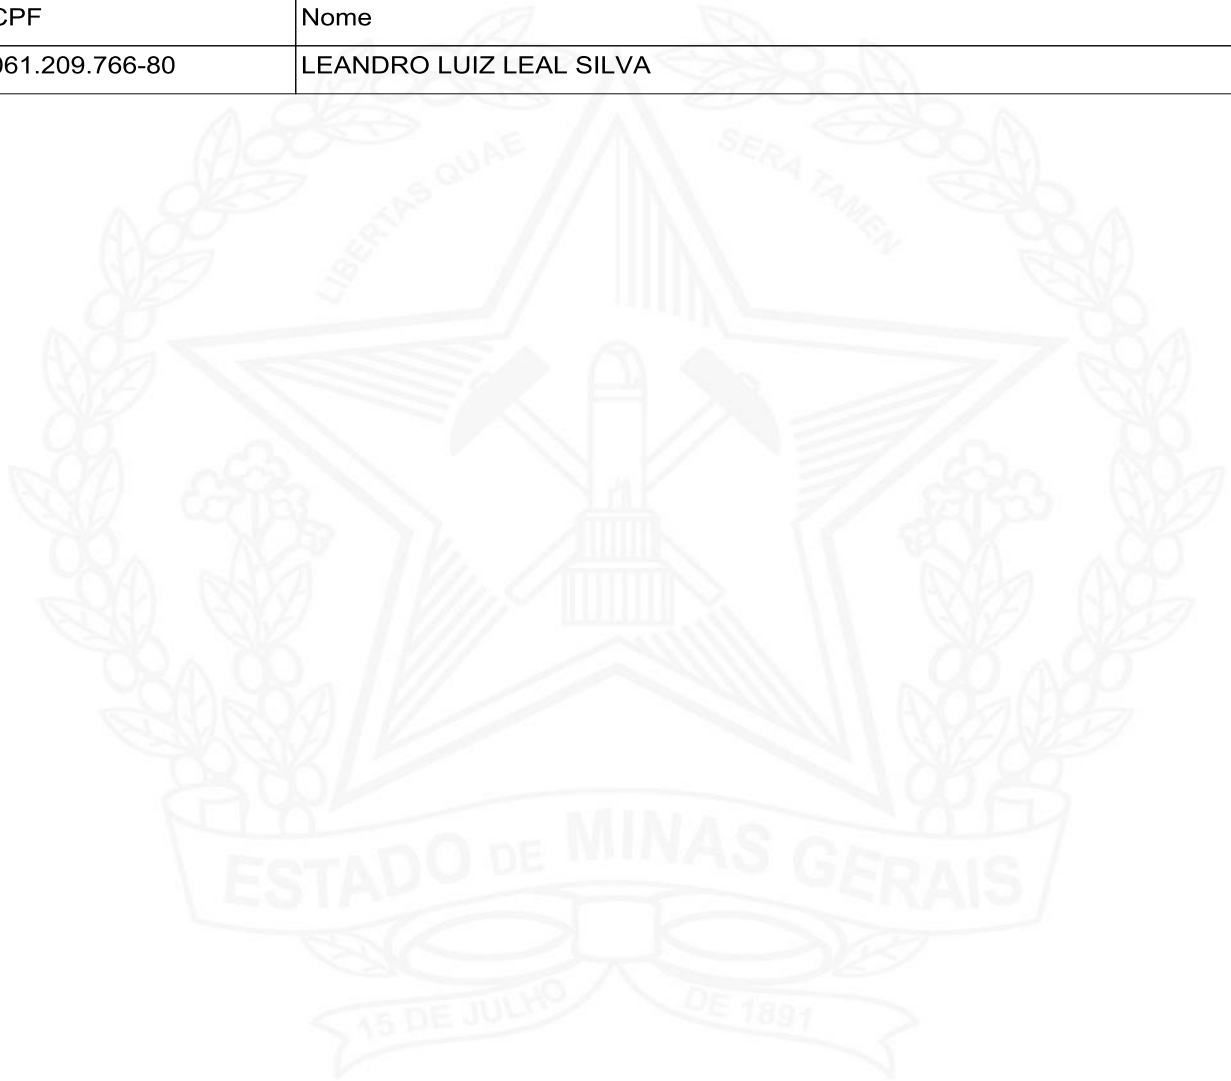 CPF Nome
061.209.766-80 LEANDRO LUIZ LEAL SILVA
LIBERTAS QUAE SERA TAMEN
ESTADO DE MINAS GERAIS
15 DE JULHO DE 1891